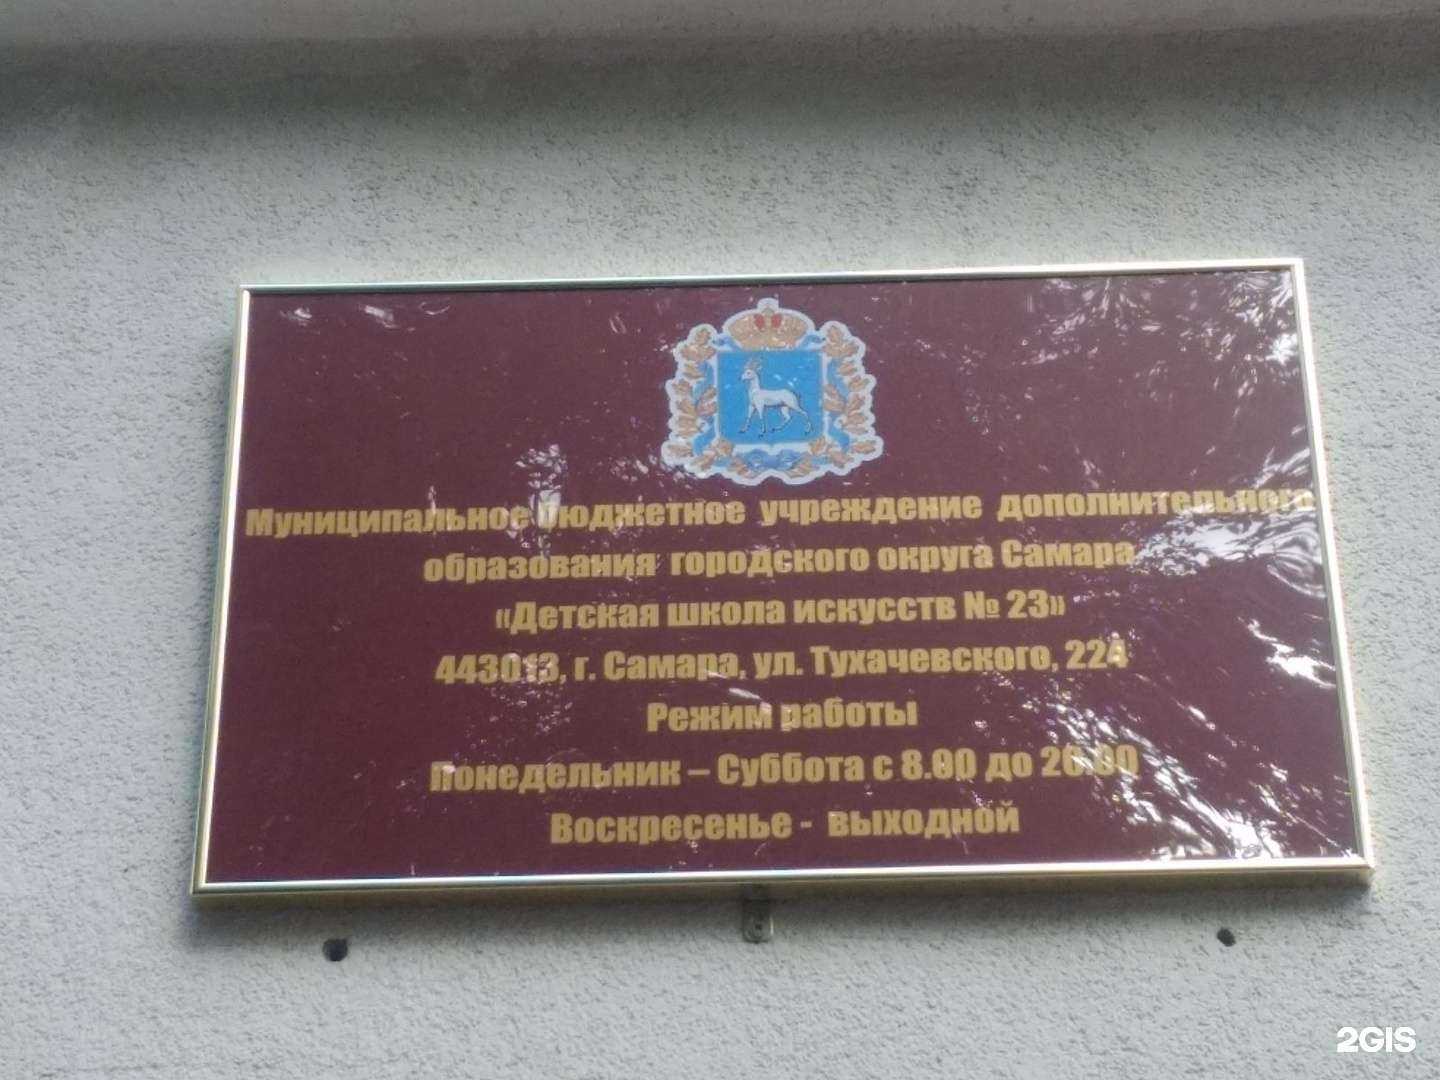 Муниципальное бюджетное учреждение дополнительного
образования городского округа Самара
«Детская школа искусств № 23»
443013, г. Самара, ул. Тухачевского, 224
Режим работы
Понедельник – Суббота с 8.00 до 20.00
Воскресенье - выходной
2GIS